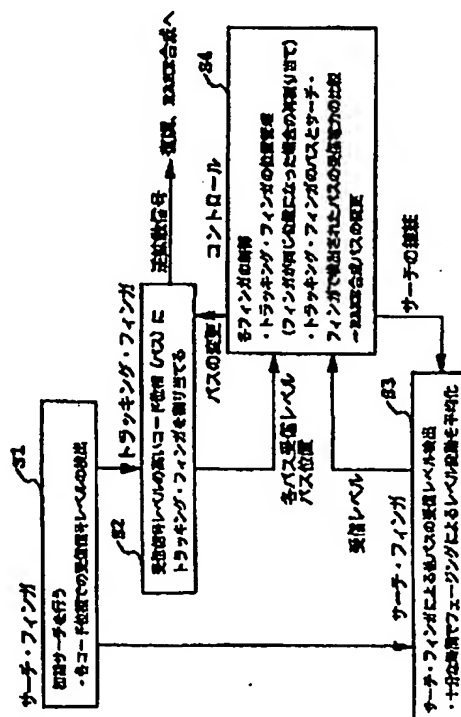 サーチ・フィンガ
S1
初期サーチを行う
・各コード位相での受信信号レベルの検出
トラッキング・フィンガ
S2
受信信号レベルの高いコード位相(パス)に
トラッキング・フィンガを割り当てる
逆拡散信号
復調、RAKE合成へ
パスの変更
コントロール
S4
各フィンガの制御
・トラッキング・フィンガの位置管理
(フィンガが同じ位置になった場合の再割り当て)
・トラッキング・フィンガのパスとサーチ・
フィンガで検出されたパスの受信電力の比較
→RAKE合成パスの変更
各パス受信レベル
パス位置
受信レベル
サーチの
サーチ・フィンガ
S3
サーチ・フィンガによる他パスの受信レベル検出
・十分な時間でフェージングによるレベル変動を平均化